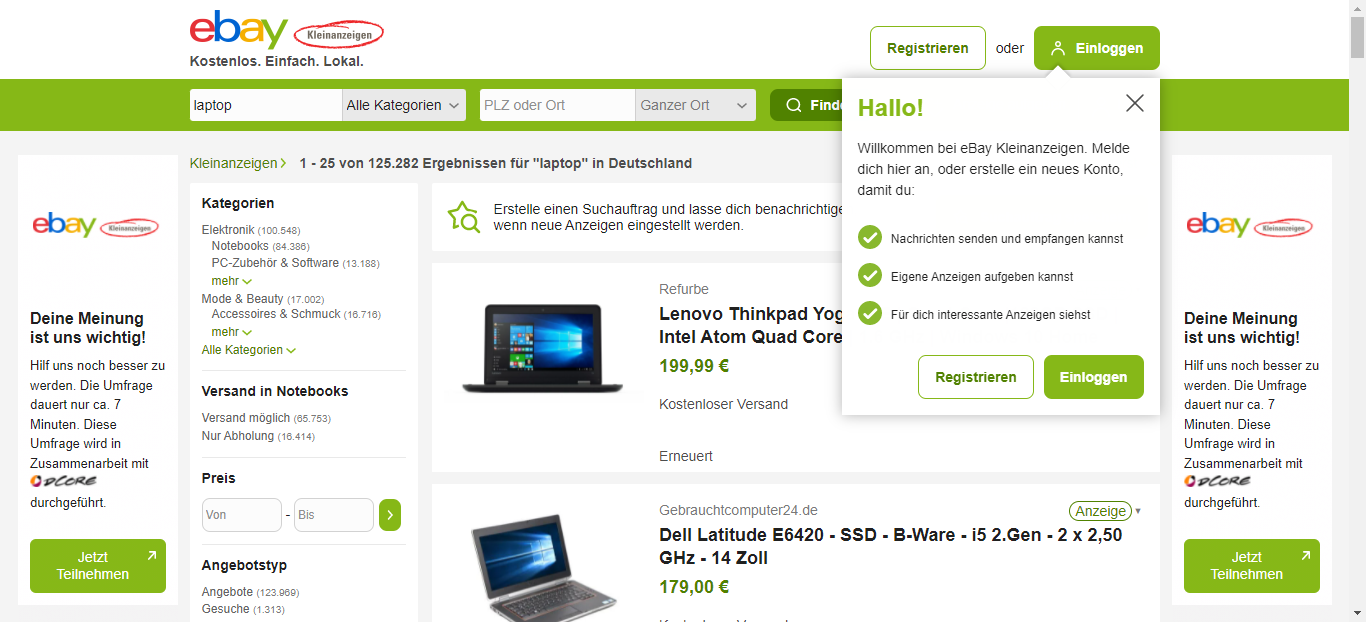 ebay Kleinanzeigen
Kostenlos. Einfach. Lokal.
Registrieren oder Einloggen
laptop Alle Kategorien PLZ oder Ort Ganzer Ort
Hallo!
Willkommen bei eBay Kleinanzeigen. Melde
dich hier an, oder erstelle ein neues Konto,
damit du:
Nachrichten senden und empfangen kannst
Eigene Anzeigen aufgeben kannst
Für dich interessante Anzeigen siehst
Registrieren Einloggen
Kleinanzeigen 1 - 25 von 125.282 Ergebnissen für "laptop" in Deutschland
ebay Kleinanzeigen
Deine Meinung
ist uns wichtig!
Hilf uns noch besser zu
werden. Die Umfrage
dauert nur ca. 7
Minuten. Diese
Umfrage wird in
Zusammenarbeit mit
DCORE
durchgeführt.
Jetzt
Teilnehmen
Kategorien
Elektronik (100.548)
Notebooks (84.386)
PC-Zubehör & Software (13.188)
mehr
Mode & Beauty (17.002)
Accessoires & Schmuck (16.716)
mehr
Alle Kategorien
Versand in Notebooks
Versand möglich (65.753)
Nur Abholung (16.414)
Preis
Von - Bis
Angebotstyp
Angebote (123.969)
Gesuche (1.313)
Erstelle einen Suchauftrag und lasse dich
wenn neue Anzeigen eingestellt werden.
Refurbe
Lenovo Thinkpad
Intel Atom Quad Core
199,99 €
Kostenloser Versand
Erneuert
Gebrauchtcomputer24.de Anzeige
Dell Latitude E6420 - SSD - B-Ware - i5 2.Gen - 2 x 2,50
GHz - 14 Zoll
179,00 €
ebay Kleinanzeigen
Deine Meinung
ist uns wichtig!
Hilf uns noch besser zu
werden. Die Umfrage
dauert nur ca. 7
Minuten. Diese
Umfrage wird in
Zusammenarbeit mit
DCORE
durchgeführt.
Jetzt
Teilnehmen